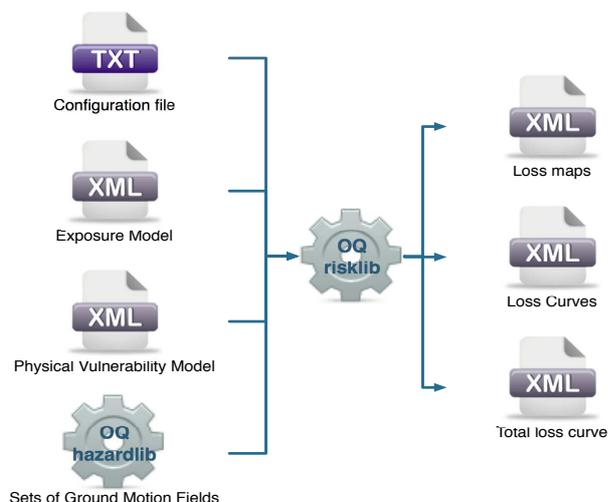 TXT
Configuration file
XML
Exposure Model
XML
Physical Vulnerability Model
OQ
hazardlib
Sets of Ground Motion Fields
OQ
risklib
XML
Loss maps
XML
Loss Curves
XML
Total loss curve